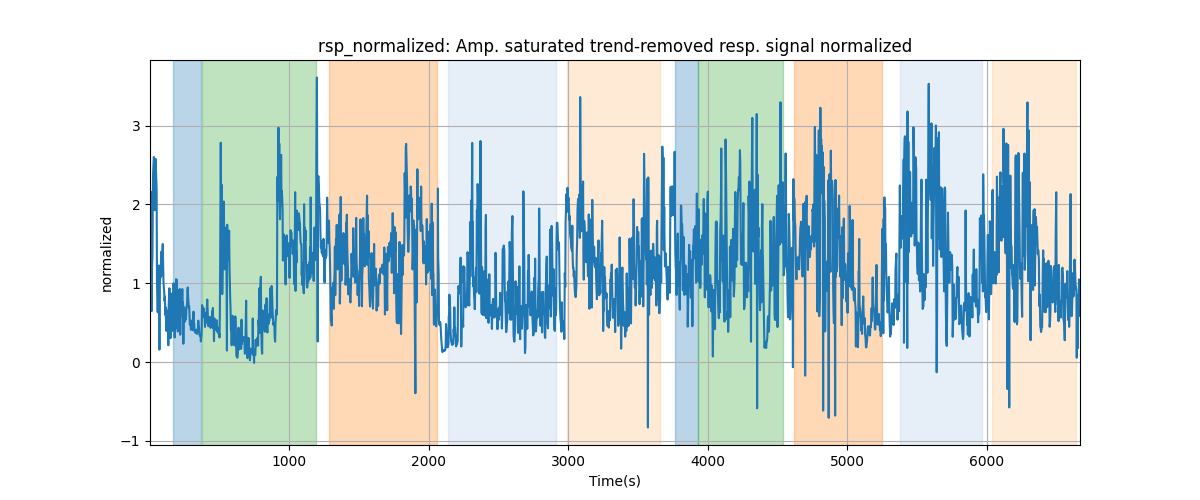 rsp_normalized: Amp. saturated trend-removed resp. signal normalized
normalized
3
2
1
0
−1
1000 2000 3000 4000 5000 6000
Time(s)